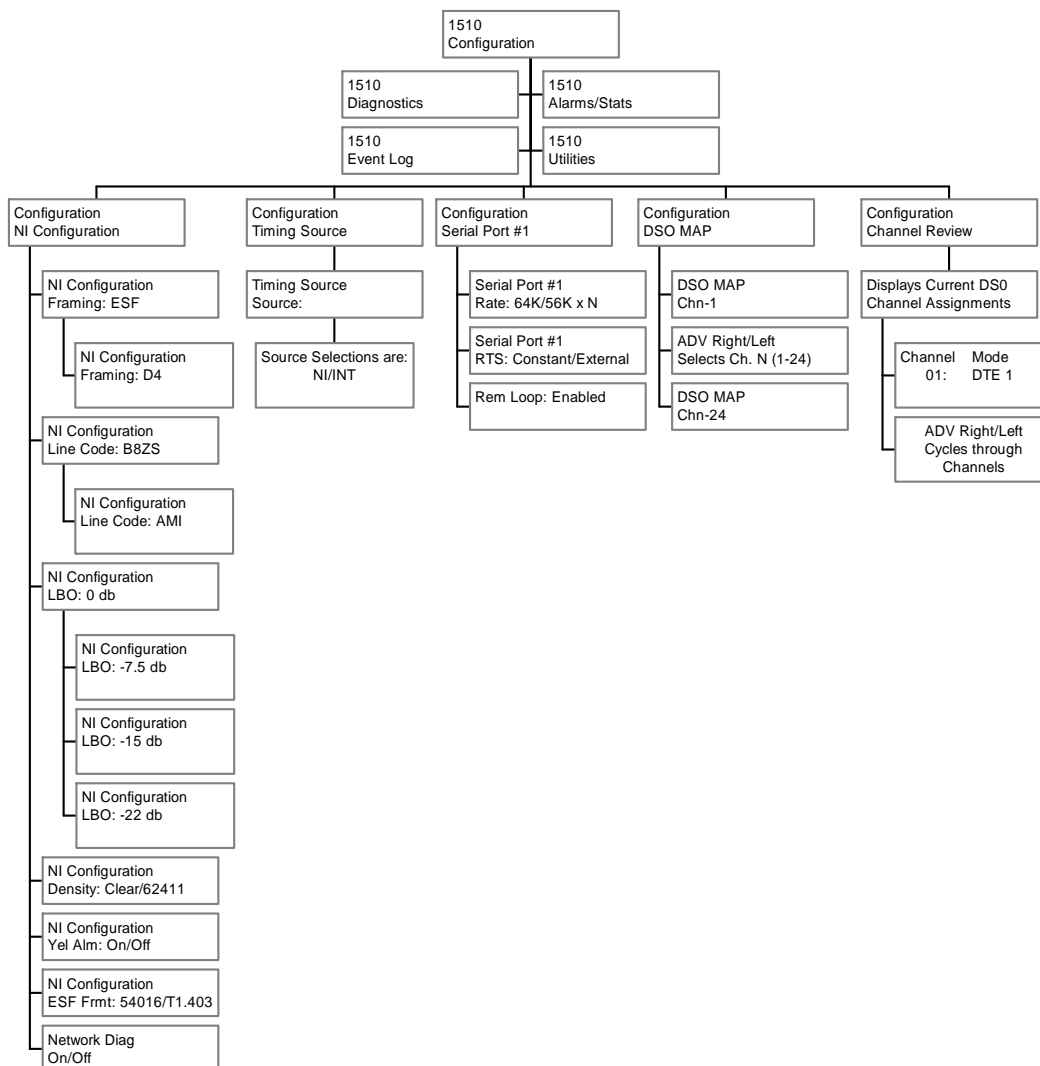 1510
Configuration
1510
Diagnostics
1510
Alarms/Stats
1510
Event Log
1510
Utilities
Configuration
NI Configuration
Configuration
Timing Source
Configuration
Serial Port #1
Configuration
DSO MAP
Configuration
Channel Review
NI Configuration
Framing: ESF
NI Configuration
Framing: D4
NI Configuration
Line Code: B8ZS
NI Configuration
Line Code: AMI
NI Configuration
LBO: 0 db
NI Configuration
LBO: -7.5 db
NI Configuration
LBO: -15 db
NI Configuration
LBO: -22 db
NI Configuration
Density: Clear/62411
NI Configuration
Yel Alm: On/Off
NI Configuration
ESF Frmt: 54016/T1.403
Network Diag
On/Off
Timing Source
Source:
Source Selections are:
NI/INT
Serial Port #1
Rate: 64K/56K x N
Serial Port #1
RTS: Constant/External
Rem Loop: Enabled
DSO MAP
Chn-1
ADV Right/Left
Selects Ch. N (1-24)
DSO MAP
Chn-24
Displays Current DS0
Channel Assignments
Channel Mode
01: DTE 1
ADV Right/Left
Cycles through
Channels